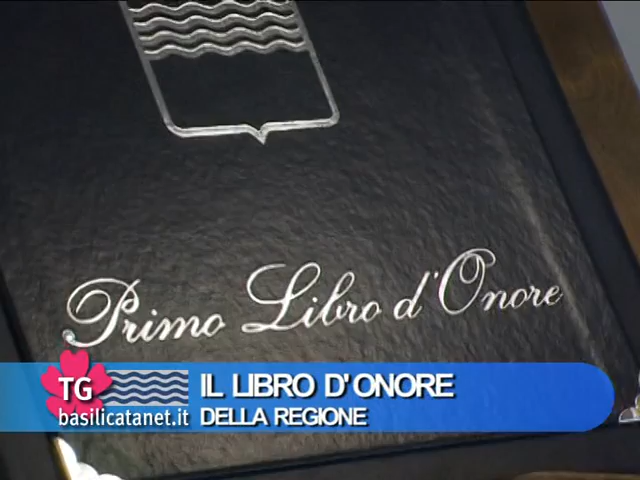 Primo Libro d'Onore
TG
basilicatanet.it
IL LIBRO D'ONORE
DELLA REGIONE